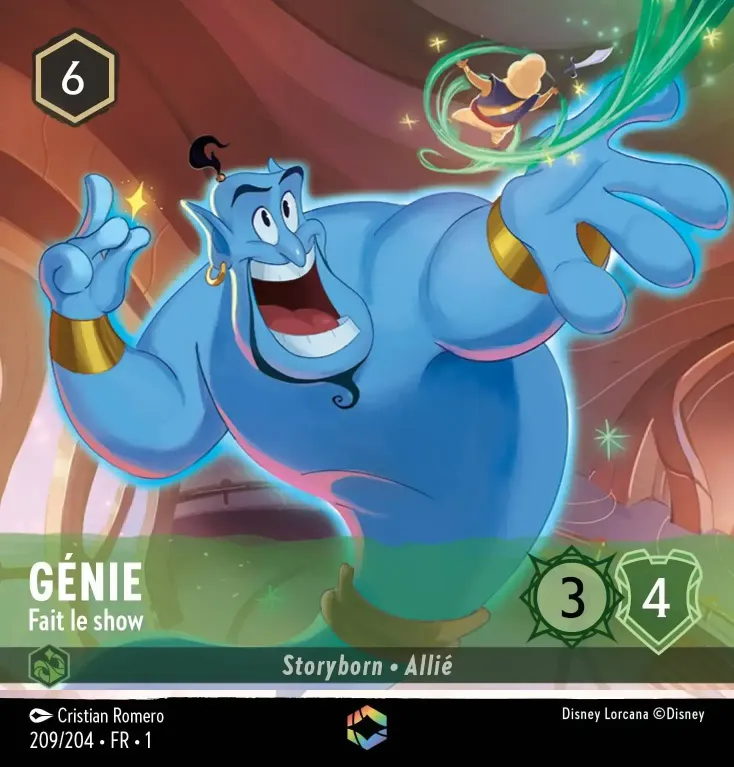 6
GÉNIE
Fait le show
3
4
Storyborn • Allié
Cristian Romero
Disney Lorcana ©Disney
209/204 • FR • 1